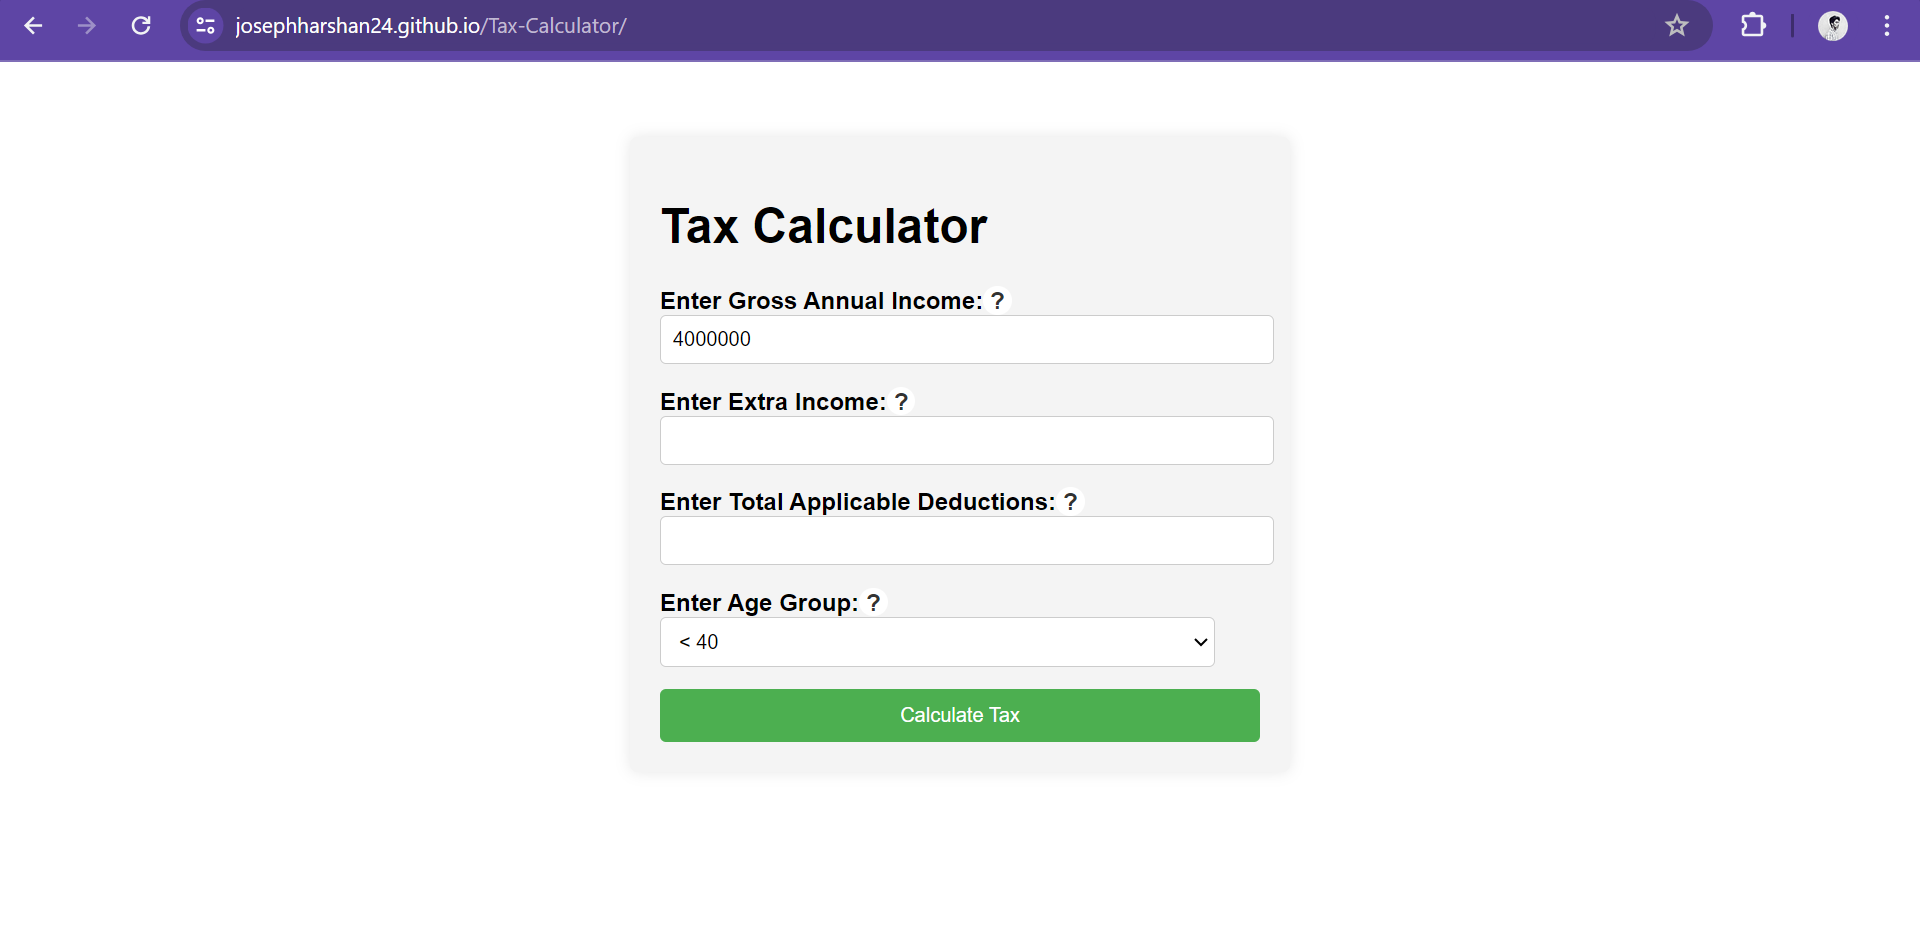 josephharshan24.github.io/Tax-Calculator/
Tax Calculator
Enter Gross Annual Income: ?
4000000
Enter Extra Income: ?
Enter Total Applicable Deductions: ?
Enter Age Group: ?
< 40
Calculate Tax